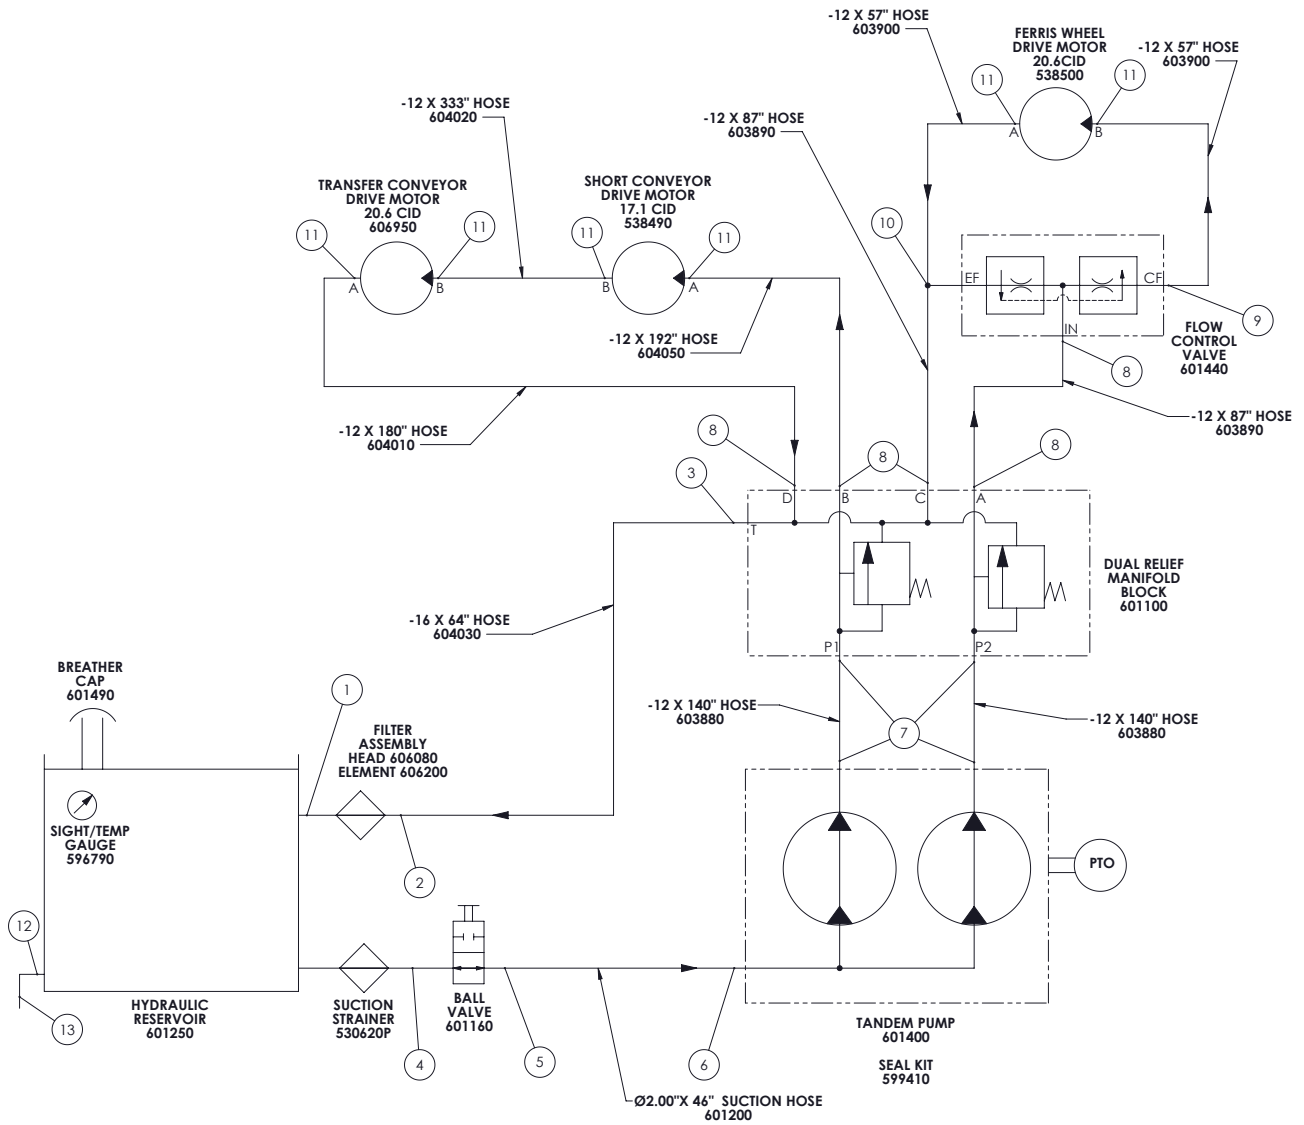 -12 X 57" HOSE
603900
FERRIS WHEEL
DRIVE MOTOR
20.6CID
538500
-12 X 57" HOSE
603900
11
11
A
B
-12 X 333" HOSE
604020
-12 X 87" HOSE
603890
TRANSFER CONVEYOR
DRIVE MOTOR
20.6 CID
606950
SHORT CONVEYOR
DRIVE MOTOR
17.1 CID
538490
11
11
11
11
A
B
B
A
10
EF
CF
IN
9
FLOW
CONTROL
VALVE
601440
8
-12 X 192" HOSE
604050
-12 X 87" HOSE
603890
-12 X 180" HOSE
604010
8
8
8
3
D
B
C
A
T
DUAL RELIEF
MANIFOLD
BLOCK
601100
P1
P2
-16 X 64" HOSE
604030
BREATHER
CAP
601490
1
FILTER
ASSEMBLY
HEAD 606080
ELEMENT 606200
-12 X 140" HOSE
603880
7
-12 X 140" HOSE
603880
SIGHT/TEMP
GAUGE
596790
2
PTO
12
13
HYDRAULIC
RESERVOIR
601250
SUCTION
STRAINER
530620P
BALL
VALVE
601160
4
5
6
TANDEM PUMP
601400
SEAL KIT
599410
Ø2.00"X 46" SUCTION HOSE
601200